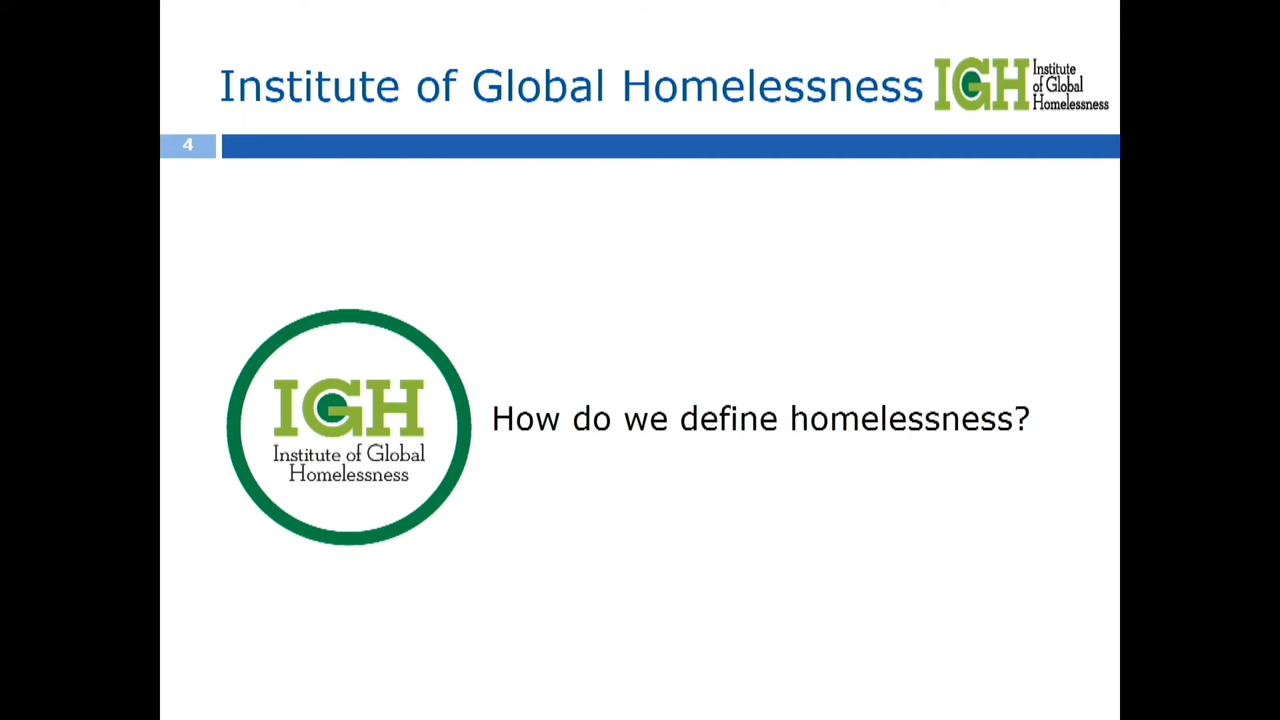 Institute of Global Homelessness
IGH
Institute
of Global
Homelessness
4
IGH
Institute of Global
Homelessness
How do we define homelessness?